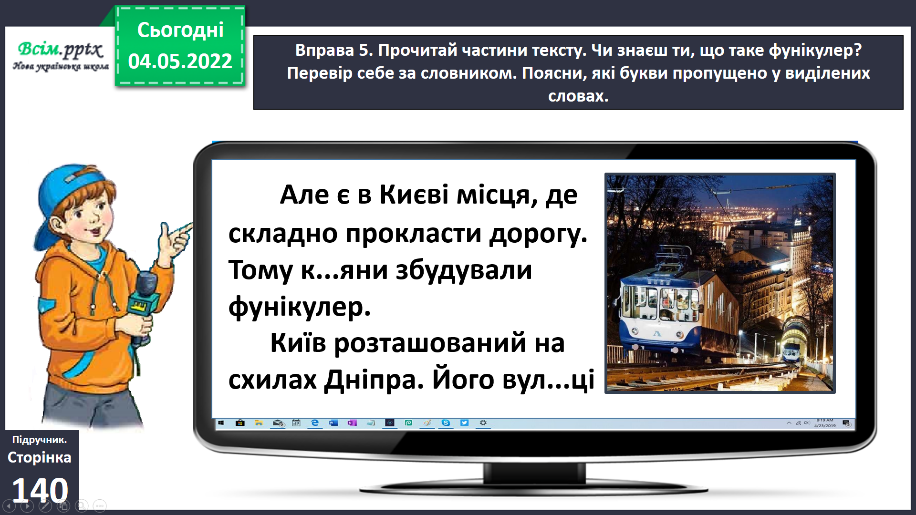 Сьогодні
04.05.2022
Всім.pptx
Нова українська школа
Вправа 5. Прочитай частини тексту. Чи знаєш ти, що таке фунікулер?
Перевір себе за словником. Поясни, які букви пропущено у виділених
словах.
Але є в Києві місця, де
складно прокласти дорогу.
Тому к...яни збудували
фунікулер.
Київ розташований на
схилах Дніпра. Його вул...ці
Підручник.
Сторінка
140